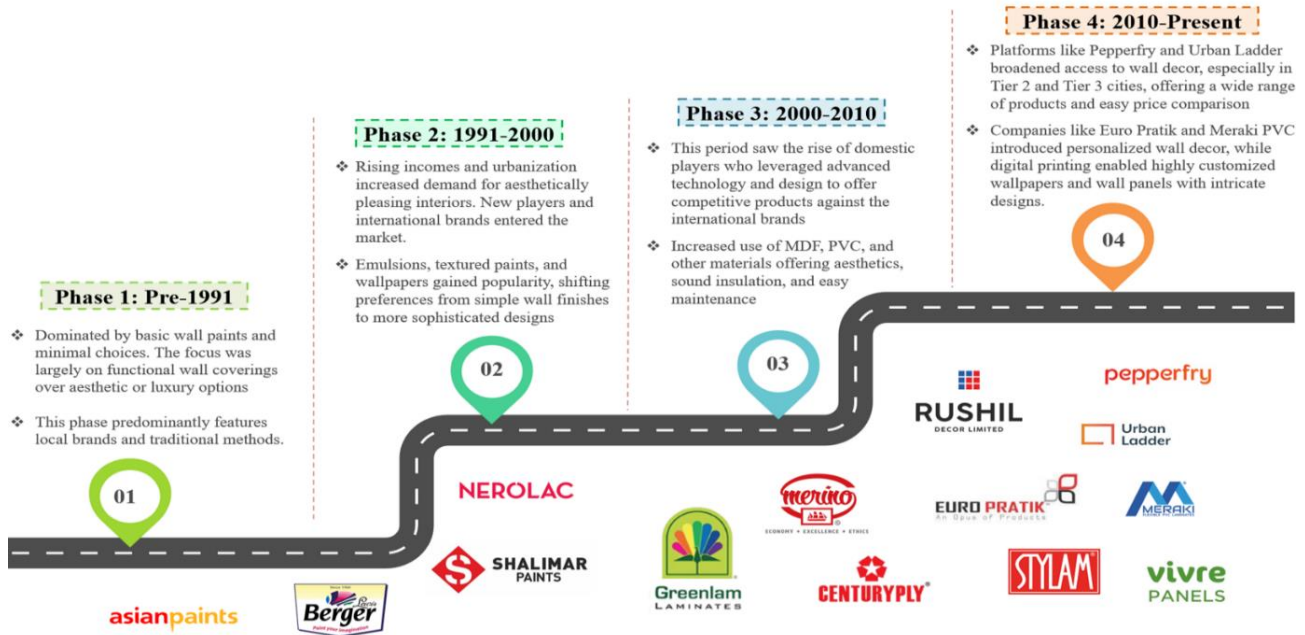 Phase 1: Pre-1991
❖ Dominated by basic wall paints and
minimal choices. The focus was
largely on functional wall coverings
over aesthetic or luxury options
❖ This phase predominantly features
local brands and traditional methods.
01
Phase 2: 1991-2000
❖ Rising incomes and urbanization
increased demand for aesthetically
pleasing interiors. New players and
international brands entered the
market.
❖ Emulsions, textured paints, and
wallpapers gained popularity, shifting
preferences from simple wall finishes
to more sophisticated designs
02
Phase 3: 2000-2010
❖ This period saw the rise of domestic
players who leveraged advanced
technology and design to offer
competitive products against the
international brands
❖ Increased use of MDF, PVC, and
other materials offering aesthetics,
sound insulation, and easy
maintenance
03
Phase 4: 2010-Present
❖ Platforms like Pepperfry and Urban Ladder
broadened access to wall decor, especially in
Tier 2 and Tier 3 cities, offering a wide range
of products and easy price comparison
❖ Companies like Euro Pratik and Meraki PVC
introduced personalized wall decor, while
digital printing enabled highly customized
wallpapers and wall panels with intricate
designs.
04
asianpaints
Berger
Paint your imagination
NEROLAC
SHALIMAR
PAINTS
Greenlam
LAMINATES
merino
ECONOMY • EXCELLENCE • ETHICS
CENTURYPLY®
RUSHIL
DECOR LIMITED
pepperfry
Urban
Ladder
EURO PRATIK
An Opus of Products
MERAKI
STYLAM
vivre
PANELS